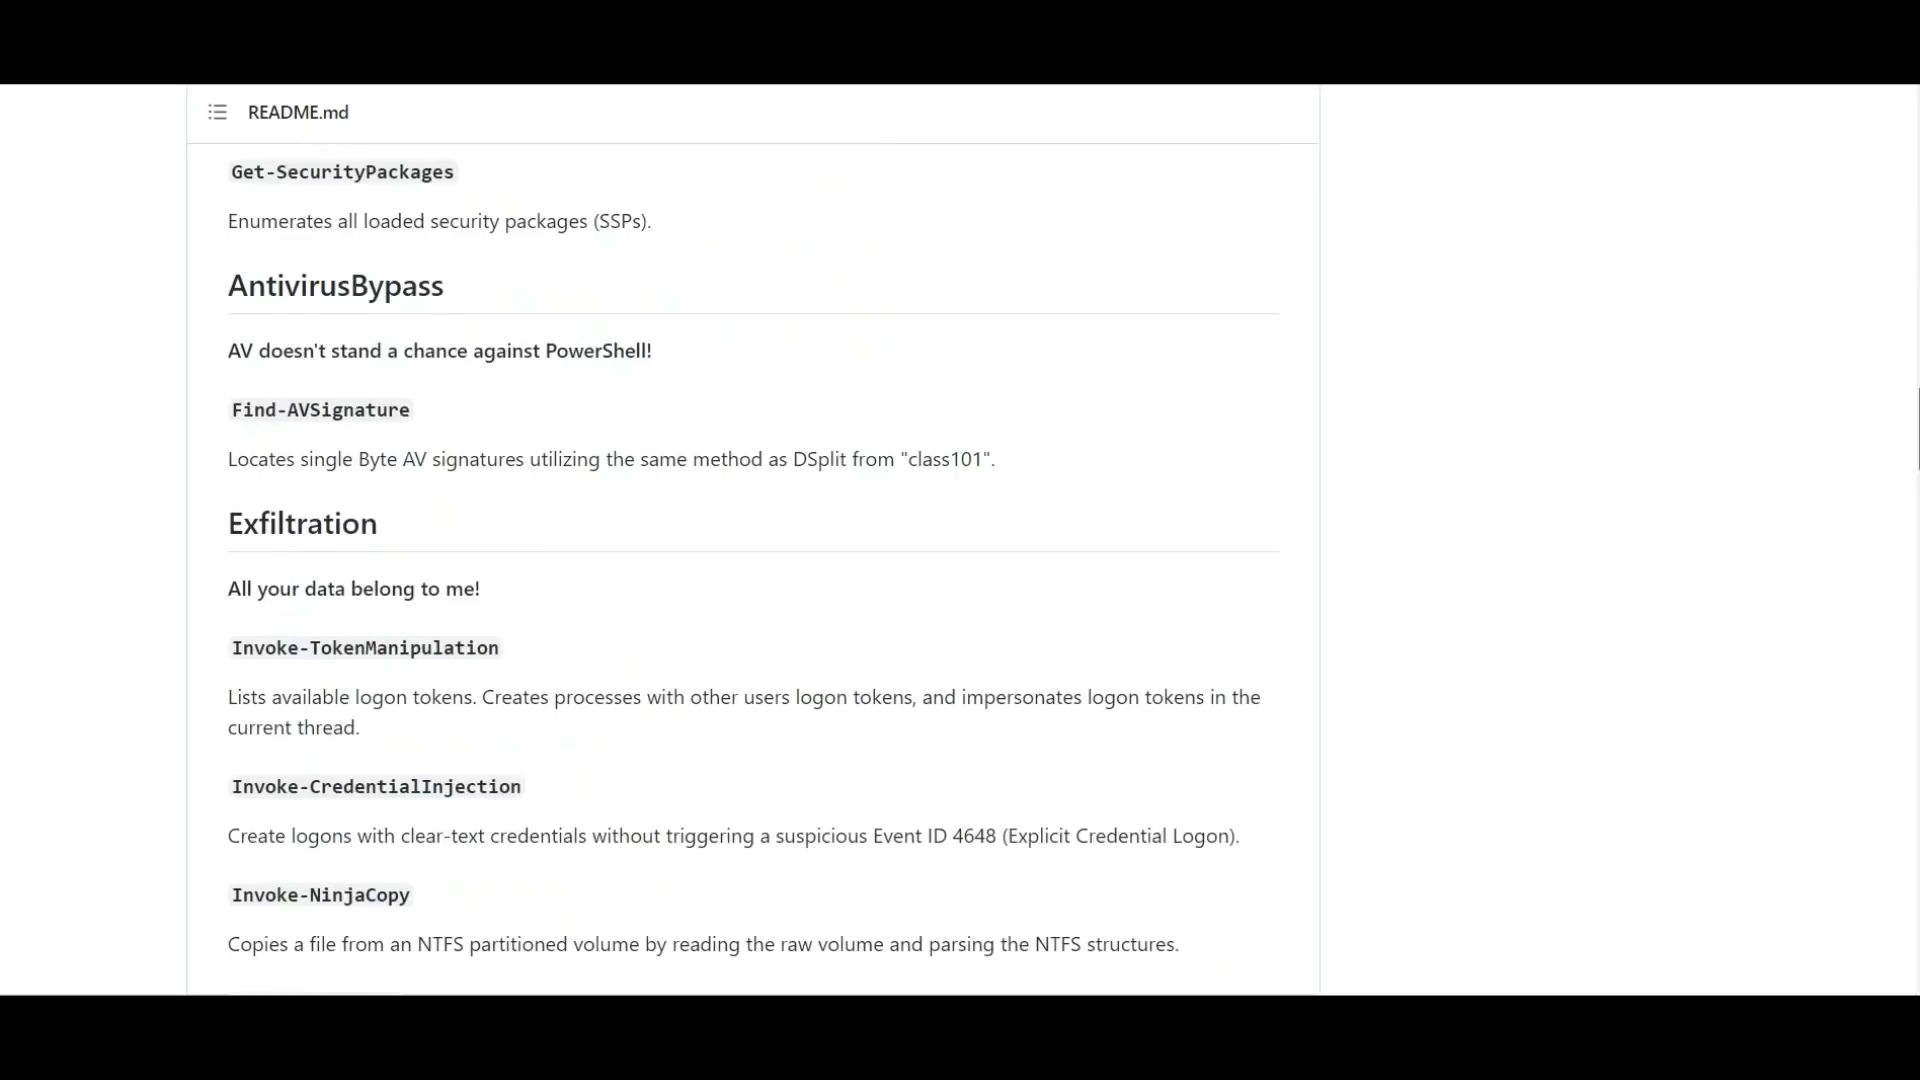 README.md
Get-SecurityPackages
Enumerates all loaded security packages (SSPs).
AntivirusBypass
AV doesn't stand a chance against PowerShell!
Find-AVSignature
Locates single Byte AV signatures utilizing the same method as DSplit from "class101".
Exfiltration
All your data belong to me!
Invoke-TokenManipulation
Lists available logon tokens. Creates processes with other users logon tokens, and impersonates logon tokens in the
current thread.
Invoke-CredentialInjection
Create logons with clear-text credentials without triggering a suspicious Event ID 4648 (Explicit Credential Logon).
Invoke-NinjaCopy
Copies a file from an NTFS partitioned volume by reading the raw volume and parsing the NTFS structures.